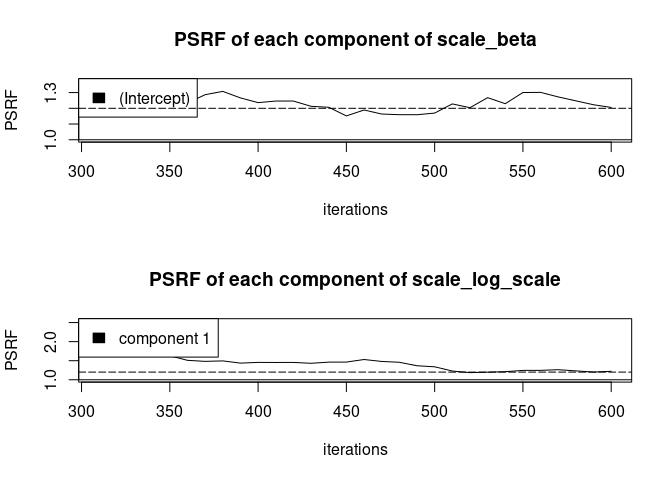 PSRF of each component of scale_beta
PSRF
1.0 1.3
(Intercept)
300 350 400 450 500 550 600
iterations
PSRF of each component of scale_log_scale
PSRF
1.0 2.0
component 1
300 350 400 450 500 550 600
iterations